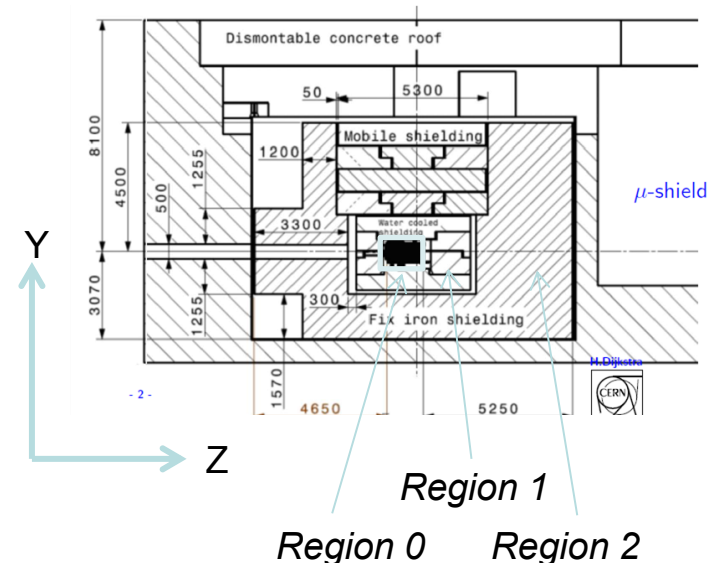 Dismontable concrete roof
50
5300
Mobile shielding
8100
4500
1255
1200
500
μ-shield
3300
Water cooled
shielding
Y
3070
300
1255
Fix iron shielding
1570
H.Dijkstra
- 2 -
CERN
4650
5250
Z
Region 1
Region 0
Region 2